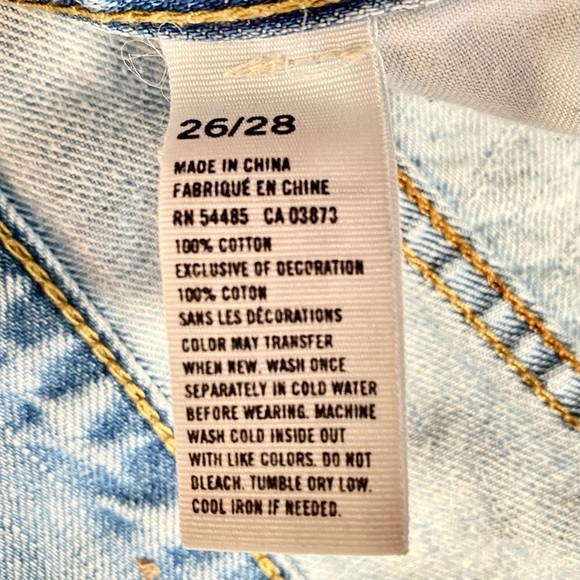 26/28
MADE IN CHINA
FABRIQUÉ EN CHINE
RN 54485 CA 03873
100% COTTON
EXCLUSIVE OF DECORATION
100% COTON
SANS LES DÉCORATIONS
COLOR MAY TRANSFER
WHEN NEW. WASH ONCE
SEPARATELY IN COLD WATER
BEFORE WEARING. MACHINE
WASH COLD INSIDE OUT
WITH LIKE COLORS. DO NOT
BLEACH. TUMBLE DRY LOW.
COOL IRON IF NEEDED.